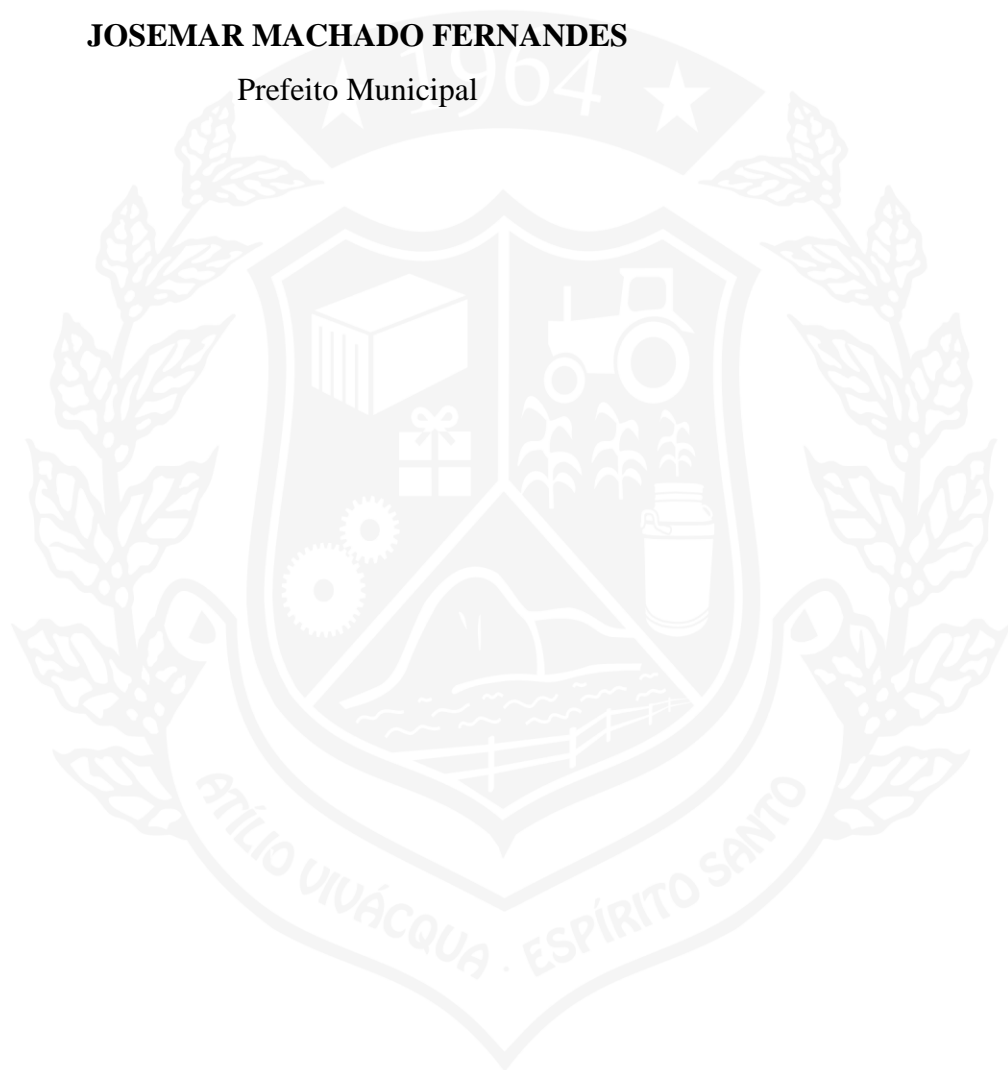 JOSEMAR MACHADO FERNANDES
Prefeito Municipal
1964
ATÍLIO VIVÁCQUA · ESPÍRITO SANTO